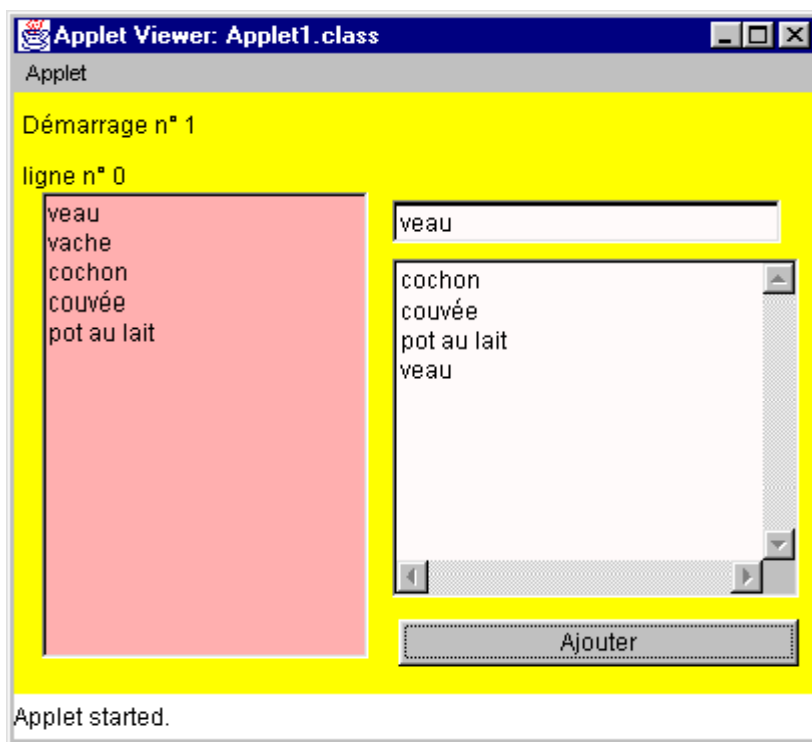 Applet Viewer: Applet1.class
Applet
Démarrage n° 1
ligne n° 0
veau
vache
cochon
couvée
pot au lait
veau
cochon
couvée
pot au lait
veau
Ajouter
Applet started.